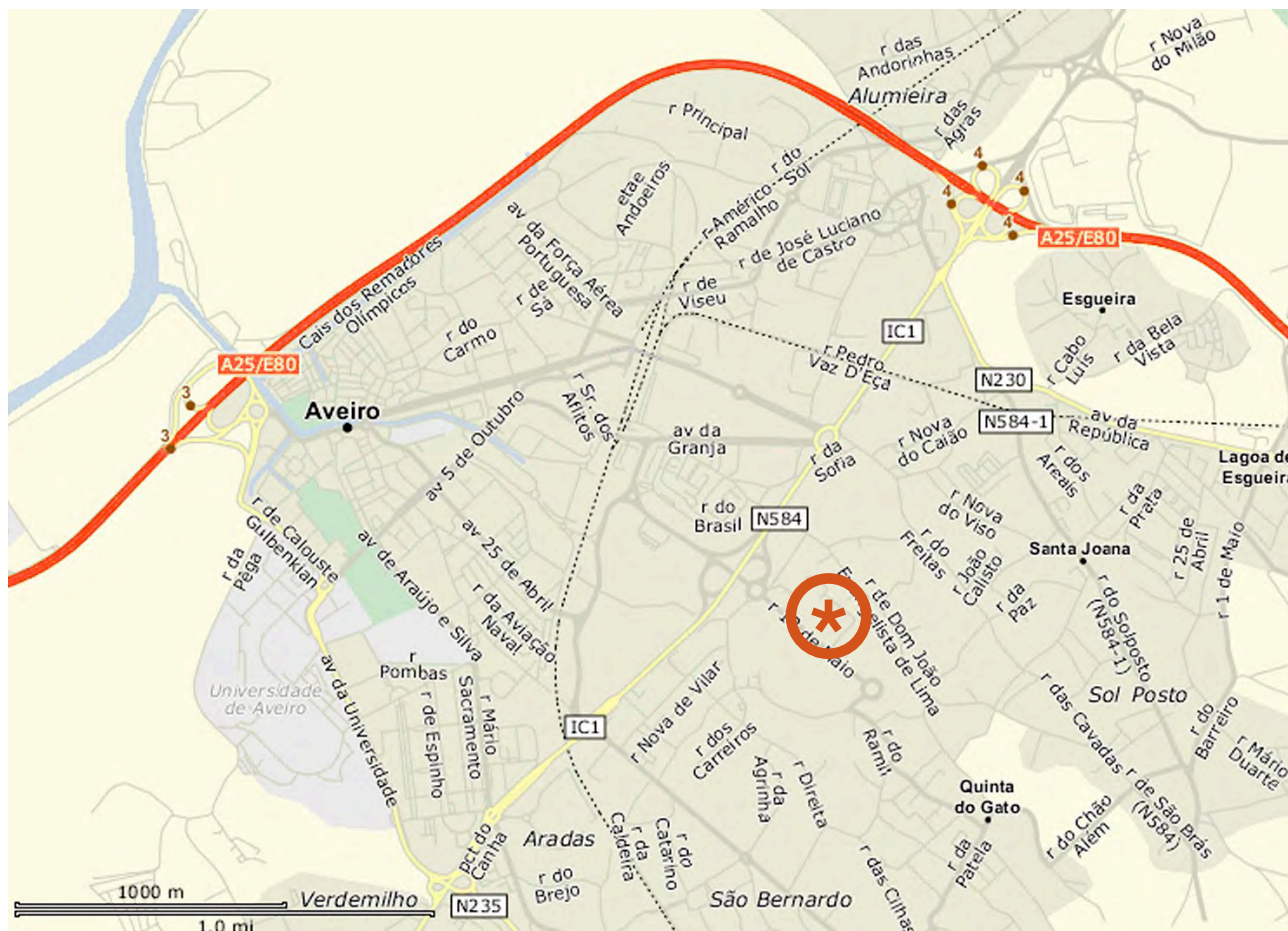 r das
Andorinhas
r Nova
do Milão
Alumieira
r Principal
r das
Agras
4
4
4
4
r do
Sol
etae
Andoeiros
r Américo
Ramalho
av da Força Aérea
Portuguesa
r de José Luciano
de Castro
A25/E80
Cais dos Remadores
Olímpicos
r de
Sá
r de
Viseu
Esgueira
r do
Carmo
IC1
r Pedro
Vaz D'Eça
r Cabo
Luis
r da Bela
Vista
A25/E80
N230
3
3
Aveiro
r Sr. dos
Aflitos
av 5 de Outubro
av da
Granja
r da
Sofia
r Nova
do Caião
N584-1
av da
República
Lagoa de
Esgueira
r dos
Areais
r da
Prata
r de Calouste
Gulbenkian
r da
Pêga
av de Araújo e Silva
av 25 de Abril
r da Aviação
Naval
r do
Brasil
N584
r Nova
do Viso
r do
Freitas
r João
Calisto
Santa Joana
r 25 de
Abril
r 1 de Maio
r da
Paz
r do Solposto
(N584-1)
*
r de Dom João
Evangelista de Lima
de Maio
r
Pombas
Universidade
de Aveiro
av da Universidade
r de Espinho
r Mário
Sacramento
IC1
r Nova de Vilar
r dos
Carreiros
r da
Agrinha
r Direita
r do
Ramil
r das Cavadas
Sol Posto
r do
Barreiro
r Mário
Duarte
r de São Brás
(N584)
Quinta
do Gato
r do Chão
Além
r da
Patela
r das Cilhas
pct do
Canha
Aradas
r do
Brejo
r da
Caldeira
r do
Catarino
São Bernardo
Verdemilho
N235
1000 m
1.0 mi